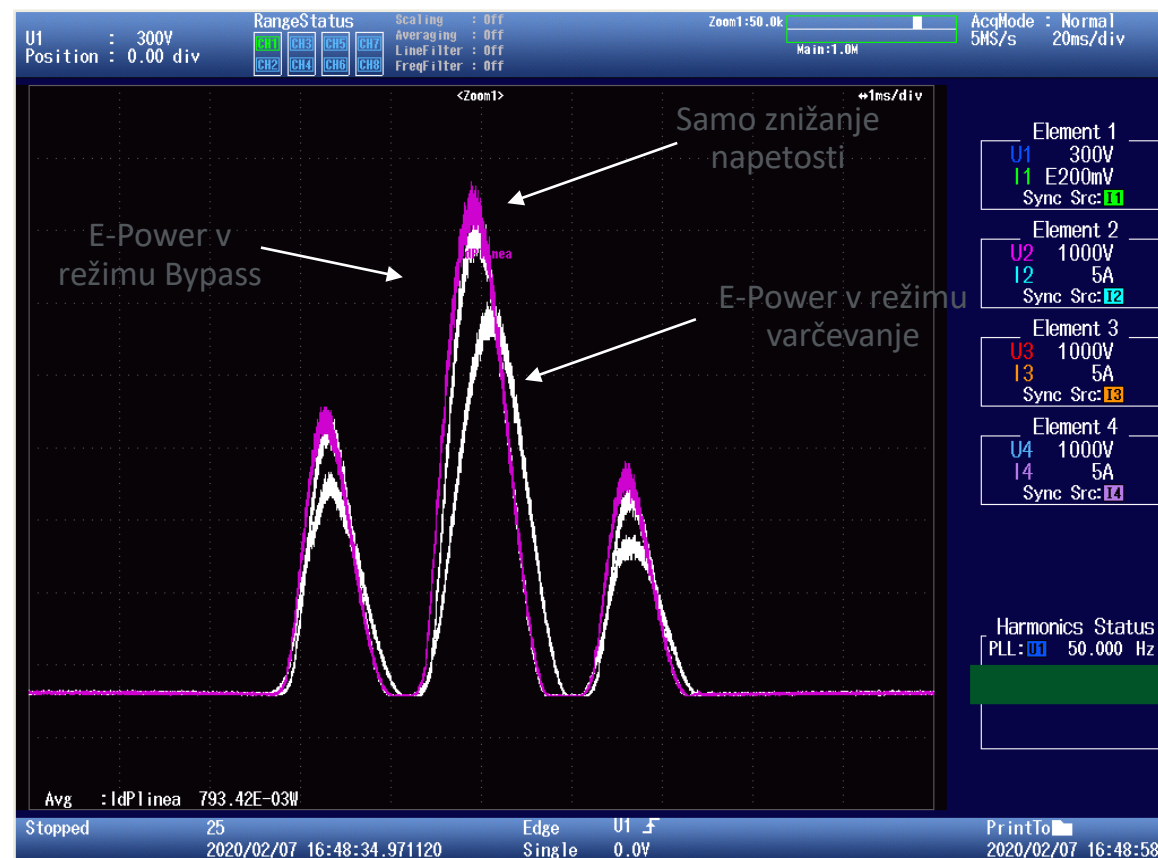 U1 : 300V
Position : 0.00 div
RangeStatus
CH1 CH3 CH5 CH7
CH2 CH4 CH6 CH8
Scaling : Off
Averaging : Off
LineFilter : Off
FreqFilter : Off
Zoom1:50.0k
Main:1.0M
AcqMode : Normal
5MS/s 20ms/div
<Zoom1>
↔1ms/div
Samo znižanje
napetosti
E-Power v
režimu Bypass
E-Power v režimu
varčevanje
Element 1
U1 300V
I1 E200mV
Sync Src:I1
Element 2
U2 1000V
I2 5A
Sync Src:I2
Element 3
U3 1000V
I3 5A
Sync Src:I3
Element 4
U4 1000V
I4 5A
Sync Src:I4
Harmonics Status
PLL:U1 50.000 Hz
Avg :IdPlinea 793.42E-03W
Stopped
25
2020/02/07 16:48:34.971120
Edge U1
Single 0.0V
PrintTo
2020/02/07 16:48:58